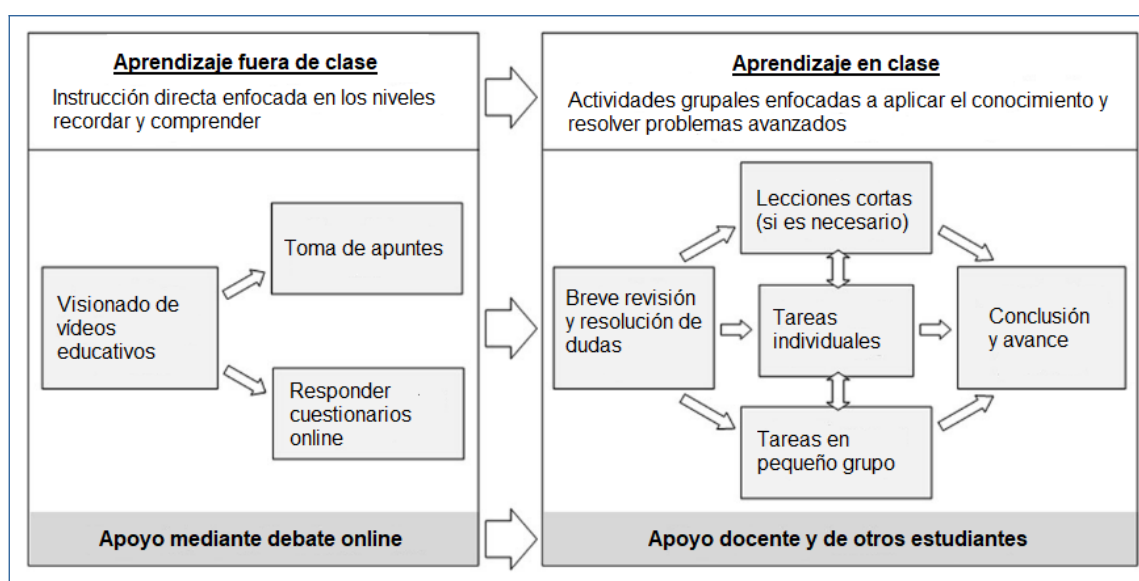 Aprendizaje fuera de clase
Instrucción directa enfocada en los niveles
recordar y comprender
Visionado de
vídeos
educativos
Toma de apuntes
Responder
cuestionarios
online
Apoyo mediante debate online
Aprendizaje en clase
Actividades grupales enfocadas a aplicar el conocimiento y
resolver problemas avanzados
Breve revisión
y resolución de
dudas
Lecciones cortas
(si es necesario)
Tareas
individuales
Tareas en
pequeño grupo
Conclusión
y avance
Apoyo docente y de otros estudiantes